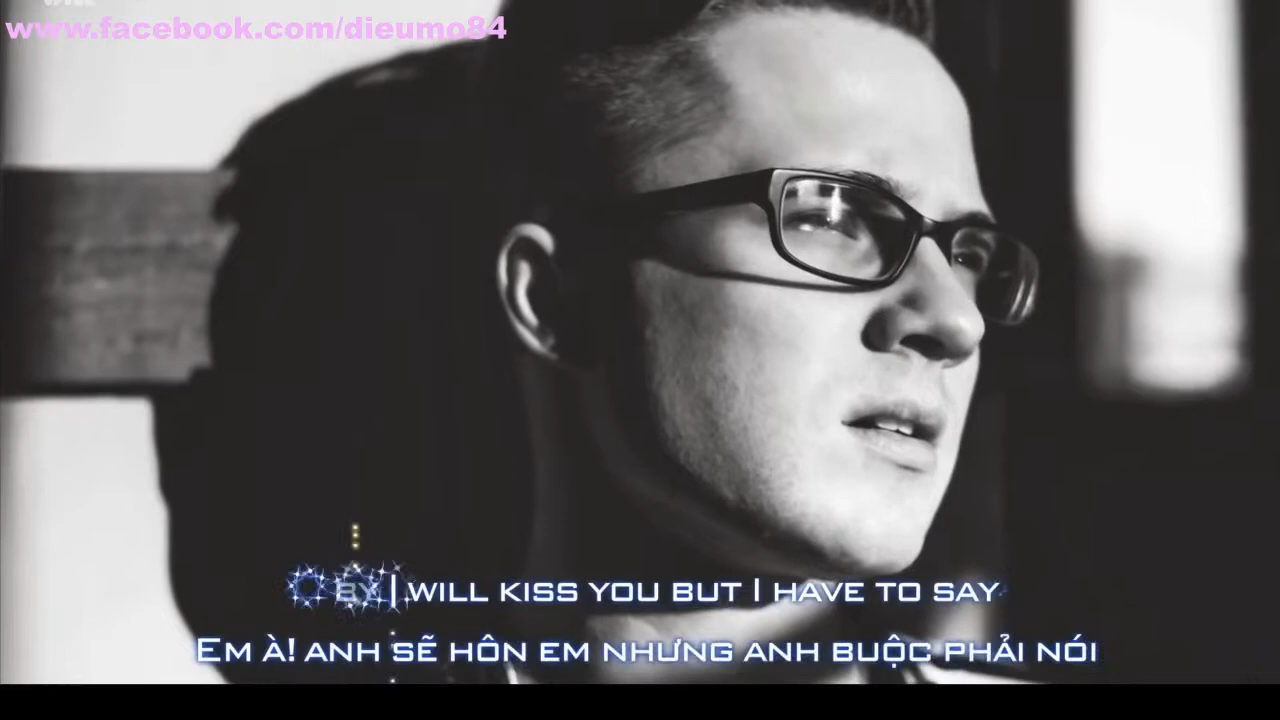 www.facebook.com/dieumo84
BY I WILL KISS YOU BUT I HAVE TO SAY
EM À! ANH SẼ HÔN EM NHƯNG ANH BUỘC PHẢI NÓI